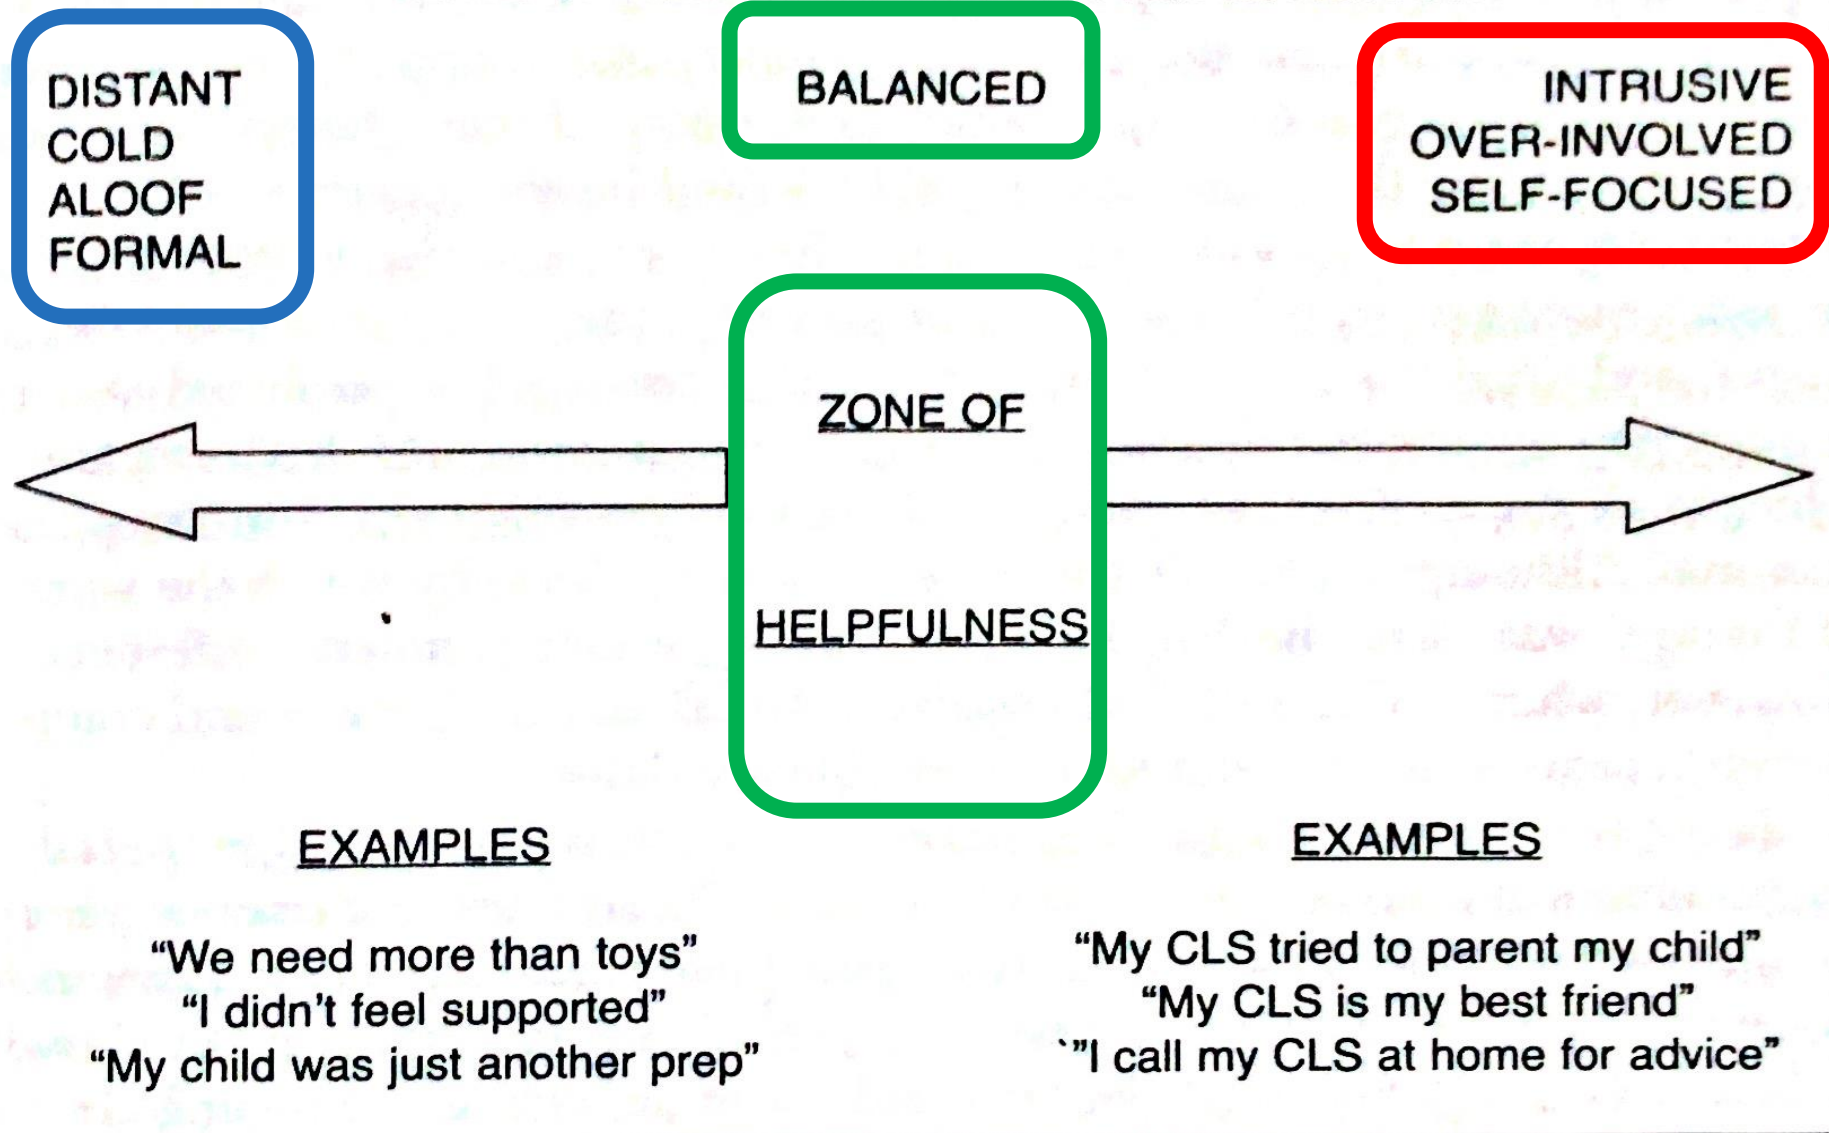 DISTANT
COLD
ALOOF
FORMAL
BALANCED
INTRUSIVE
OVER-INVOLVED
SELF-FOCUSED
ZONE OF
HELPFULNESS
EXAMPLES
“We need more than toys”
“I didn’t feel supported”
“My child was just another prep”
EXAMPLES
“My CLS tried to parent my child”
“My CLS is my best friend”
‘”I call my CLS at home for advice”